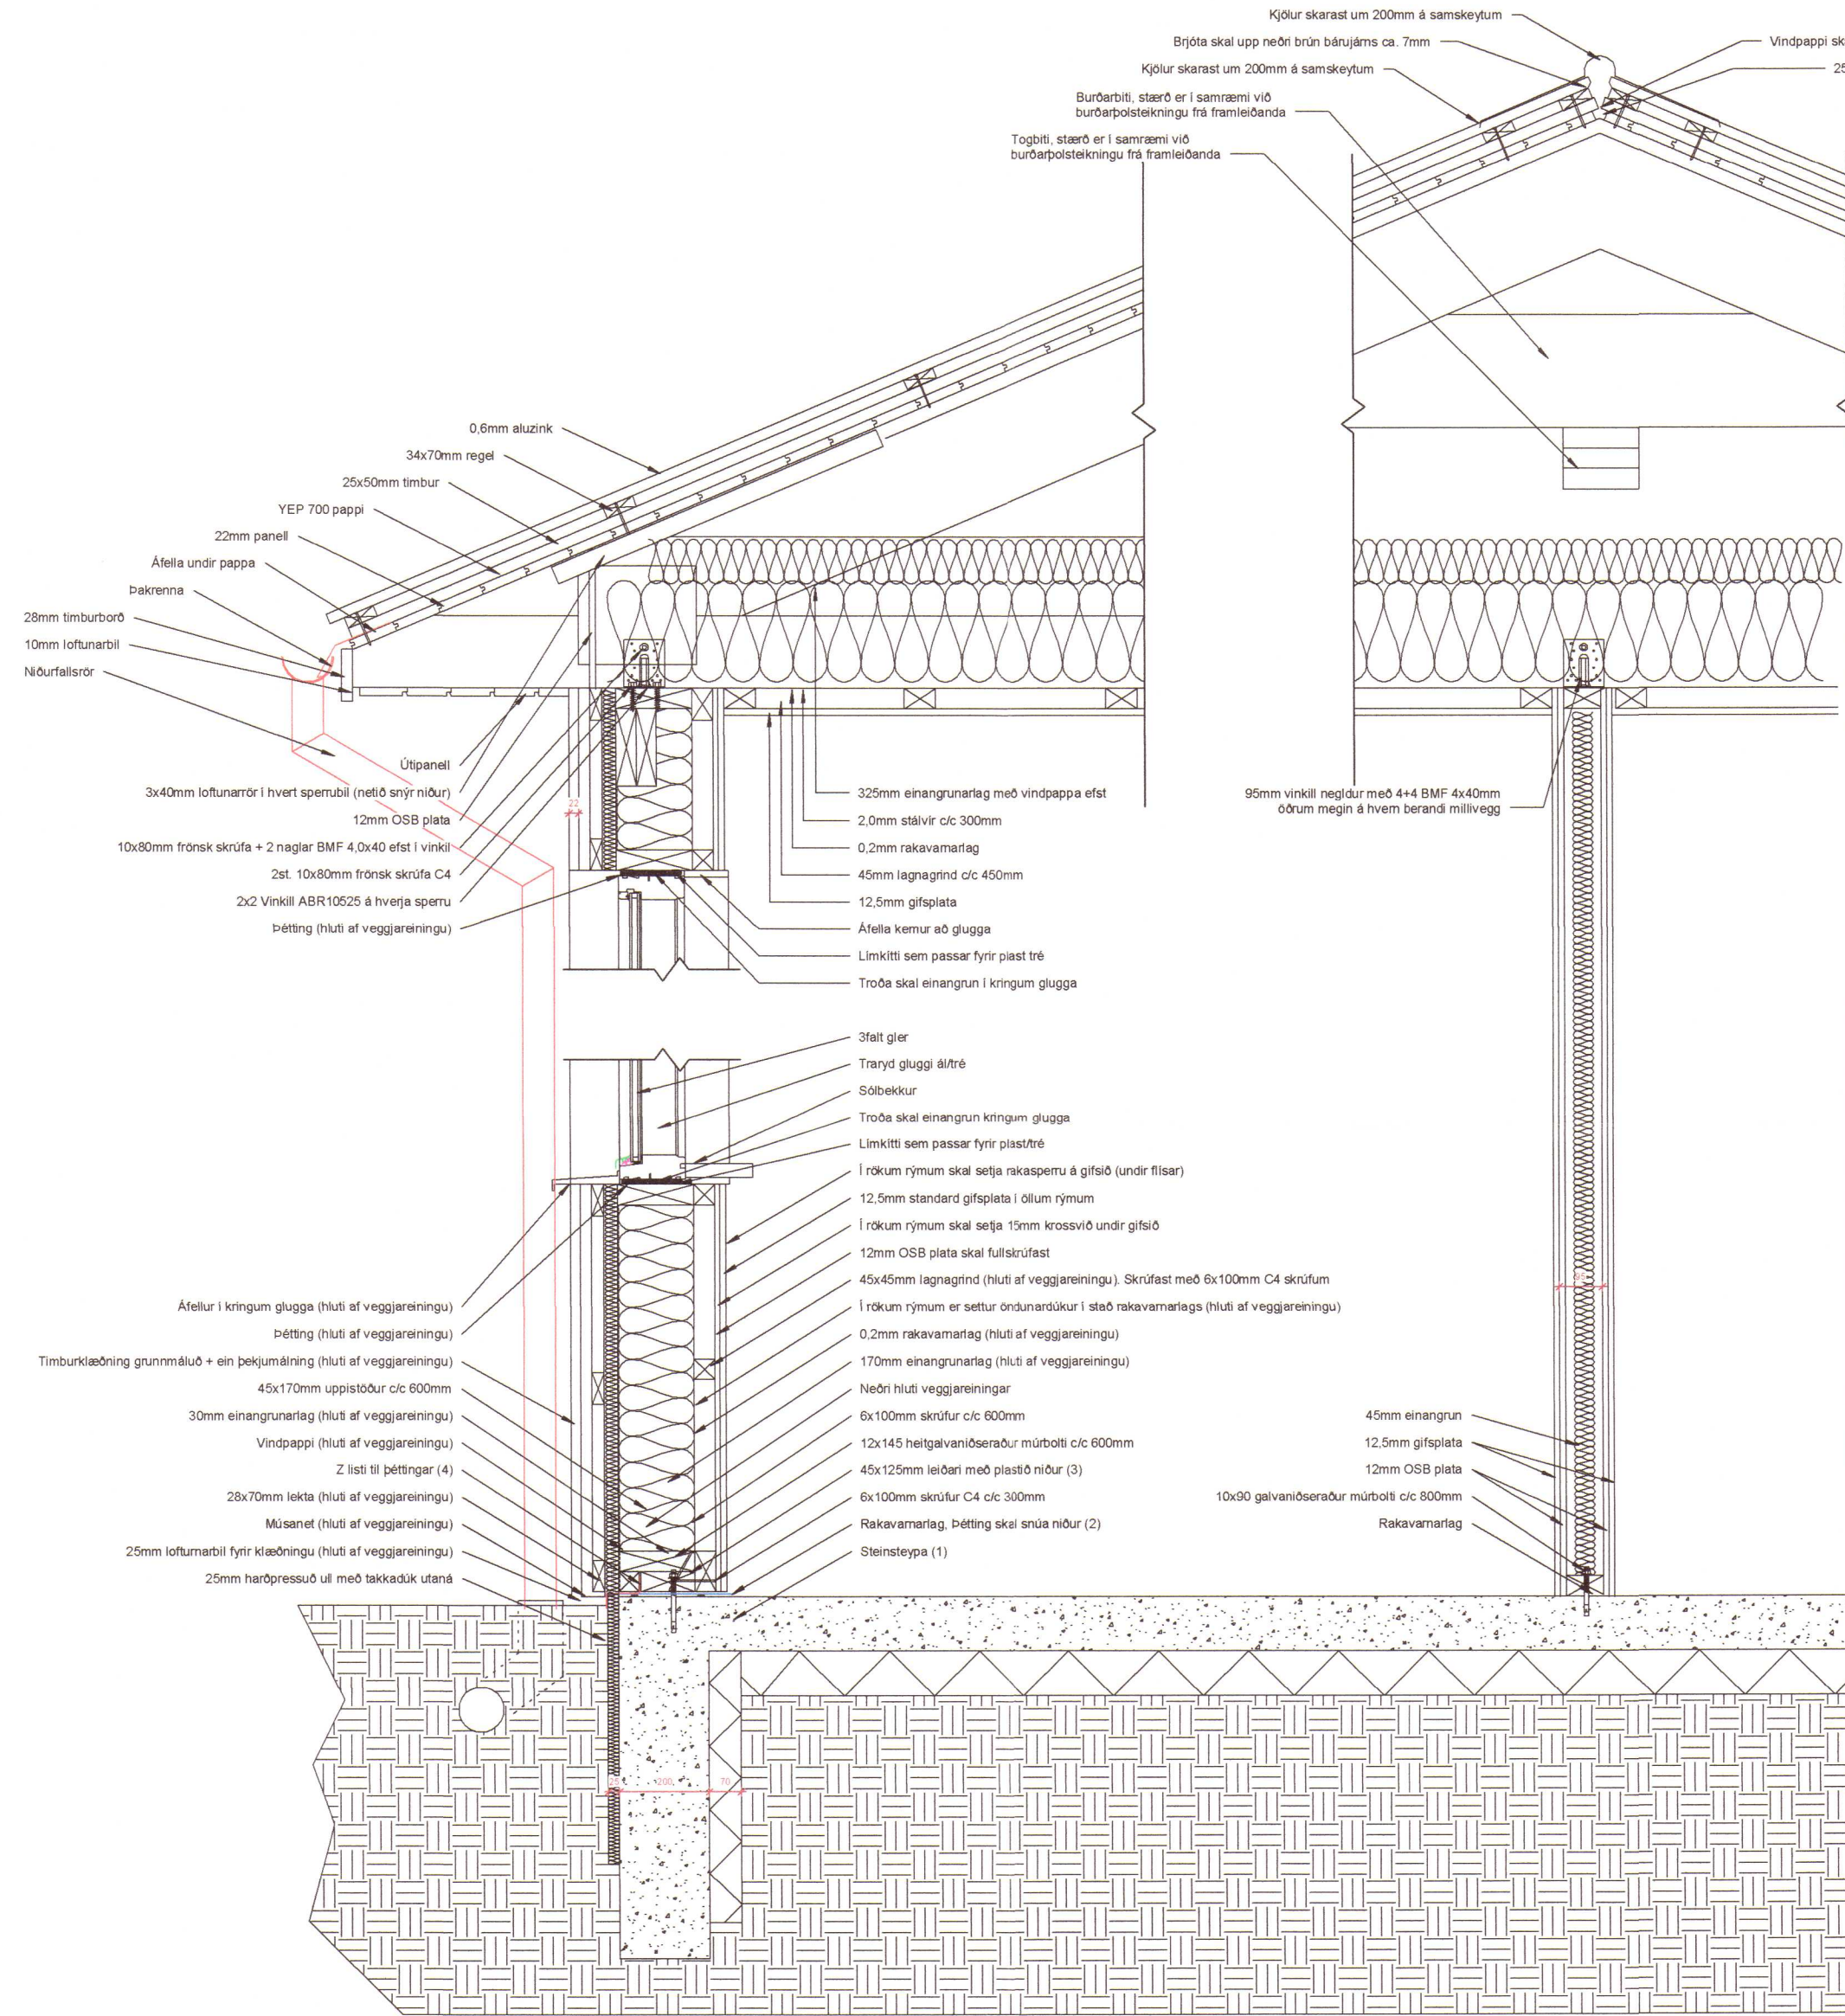 Kjölur skarast um 200mm á samskeytum
Brjóta skal upp neðri brún bárujárns ca. 7mm
Vindpappi sk
Kjölur skarast um 200mm á samskeytum
25
Burðarbiti, stærð er í samræmi við
burðarþolsteikningu frá framleiðanda
Togbiti, stærð er í samræmi við
burðarþolsteikningu frá framleiðanda
0,6mm aluzink
34x70mm regel
25x50mm timbur
YEP 700 pappi
22mm panell
Áfella undir pappa
Þakrenna
28mm timburborð
10mm loftunarbil
Niðurfallsrör
Útipanell
3x40mm loftunarrör í hvert sperrubil (netið snýr niður)
12mm OSB plata
10x80mm frönsk skrúfa + 2 naglar BMF 4,0x40 efst í vinkil
2st. 10x80mm frönsk skrúfa C4
2x2 Vinkill ABR10525 á hverja sperru
Þétting (hluti af veggjareiningu)
22
325mm einangrunarlag með vindpappa efst
2,0mm stálvír c/c 300mm
0,2mm rakavarnarlag
45mm lagnagrind c/c 450mm
12,5mm gifsplata
Áfella kemur að glugga
Límkítti sem passar fyrir plast tré
Troða skal einangrun í kringum glugga
95mm vinkill negldur með 4+4 BMF 4x40mm
öðrum megin á hvern berandi millivegg
3falt gler
Traryd gluggi ál/tré
Sólbekkur
Troða skal einangrun kringum glugga
Límkítti sem passar fyrir plast/tré
Í rökum rýmum skal setja rakasperru á gifsið (undir flísar)
12,5mm standard gifsplata í öllum rýmum
Í rökum rýmum skal setja 15mm krossvið undir gifsið
12mm OSB plata skal fullskrúfast
45x45mm lagnagrind (hluti af veggjareiningu). Skrúfast með 6x100mm C4 skrúfum
Í rökum rýmum er settur öndunardúkur í stað rakavarnarlags (hluti af veggjareiningu)
0,2mm rakavarnarlag (hluti af veggjareiningu)
170mm einangrunarlag (hluti af veggjareiningu)
Neðri hluti veggjareiningar
6x100mm skrúfur c/c 600mm
12x145 heitgalvaniðseraður múrbolti c/c 600mm
45x125mm leiðari með plastið niður (3)
6x100mm skrúfur C4 c/c 300mm
Rakavarnarlag, Þétting skal snúa niður (2)
Steinsteypa (1)
Áfellur í kringum glugga (hluti af veggjareiningu)
Þétting (hluti af veggjareiningu)
Timburklæðning grunnmáluð + ein þekjumálning (hluti af veggjareiningu)
45x170mm uppistöður c/c 600mm
30mm einangrunarlag (hluti af veggjareiningu)
Vindpappi (hluti af veggjareiningu)
Z listi til þéttingar (4)
28x70mm lekta (hluti af veggjareiningu)
Músanet (hluti af veggjareiningu)
25mm lofturnarbil fyrir klæðningu (hluti af veggjareiningu)
25mm harðpressuð ull með takkadúk utaná
95
45mm einangrun
12,5mm gifsplata
12mm OSB plata
10x90 galvaniðseraður múrbolti c/c 800mm
Rakavarnarlag
25
200
70